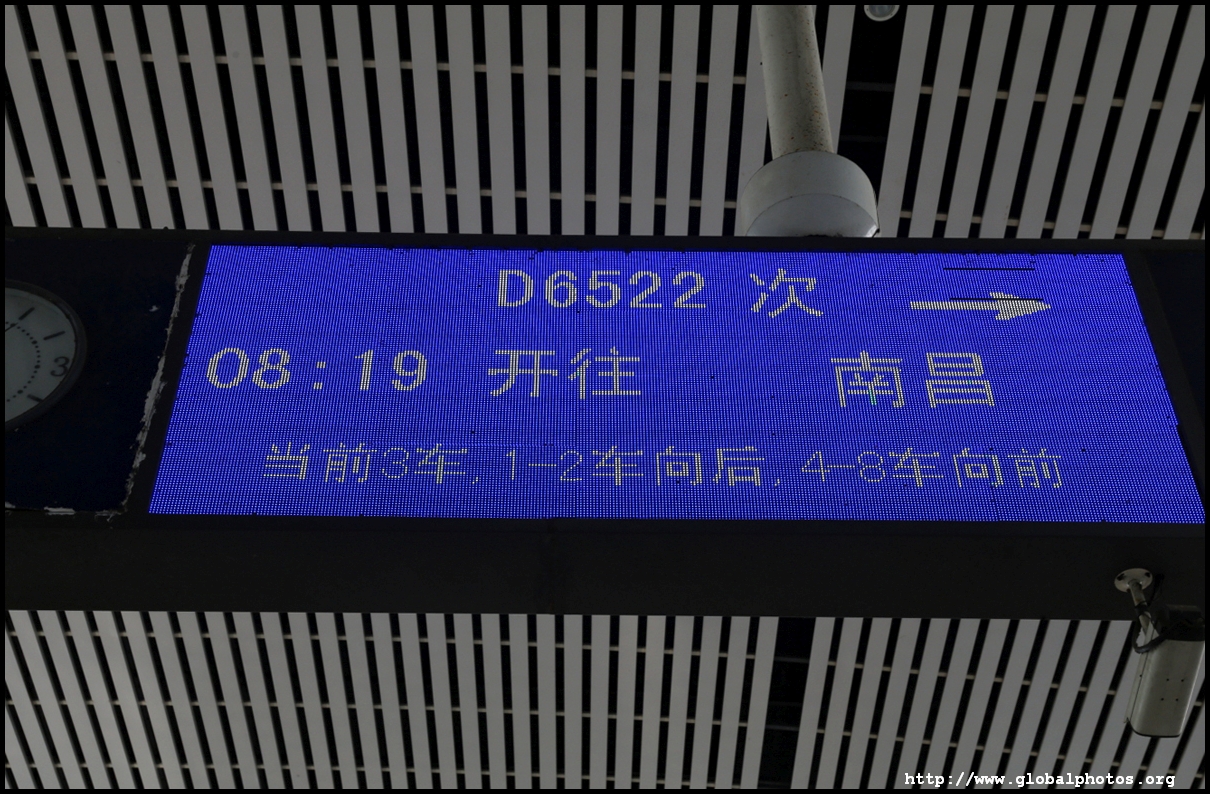 D6522 次
08:19 开往 南昌
当前3车,1-2车向后,4-8车向前
3
http://www.globalphotos.org